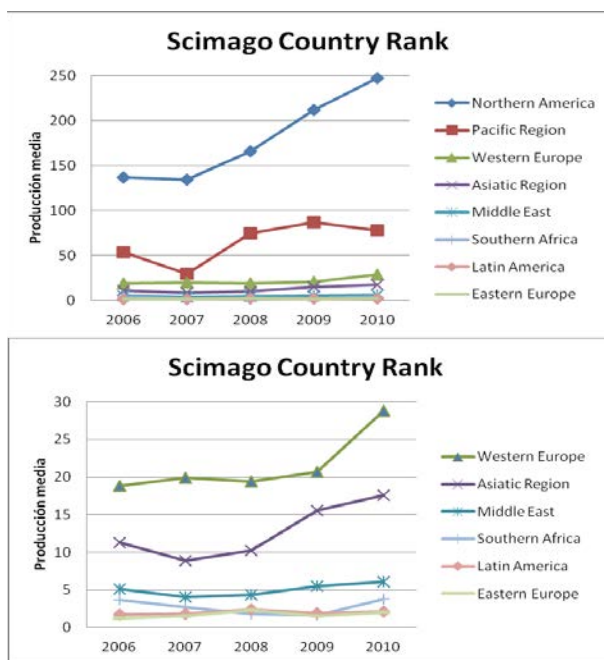 Scimago Country Rank
Producción media
250
200
150
100
50
0
2006 2007 2008 2009 2010
Northern America
Pacific Region
Western Europe
Asiatic Region
Middle East
Southern Africa
Latin America
Eastern Europe
Scimago Country Rank
Producción media
30
25
20
15
10
5
0
2006 2007 2008 2009 2010
Western Europe
Asiatic Region
Middle East
Southern Africa
Latin America
Eastern Europe